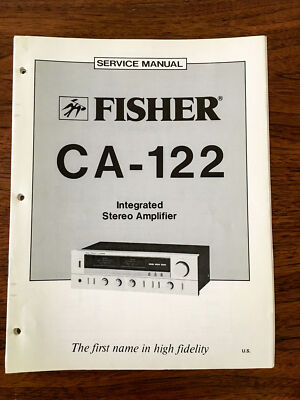 SERVICE MANUAL
FISHER®
CA-122
Integrated
Stereo Amplifier
The first name in high fidelity
U.S.